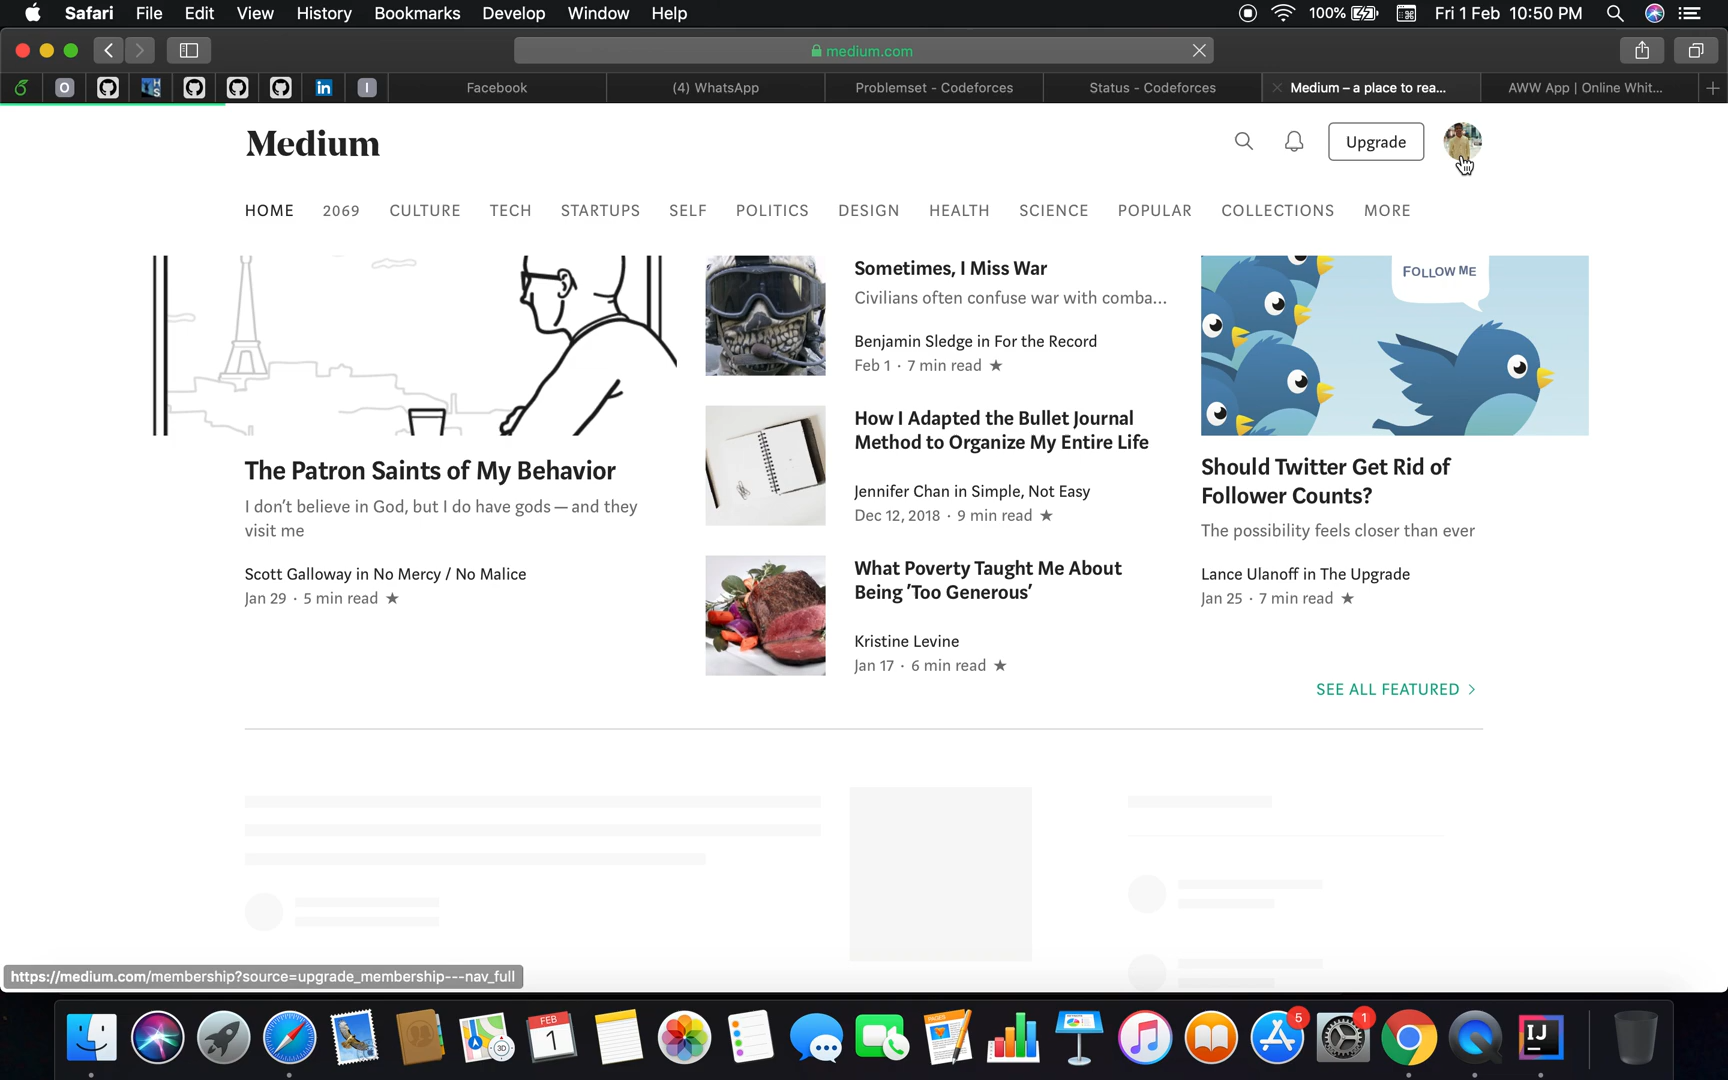 Safari File Edit View History Bookmarks Develop Window Help 100% Fri 1 Feb 10:50 PM
medium.com
O I Facebook (4) WhatsApp Problemset - Codeforces Status - Codeforces Medium – a place to rea... AWW App | Online Whit...
Medium
Upgrade
HOME 2069 CULTURE TECH STARTUPS SELF POLITICS DESIGN HEALTH SCIENCE POPULAR COLLECTIONS MORE
The Patron Saints of My Behavior
I don’t believe in God, but I do have gods — and they
visit me
Scott Galloway in No Mercy / No Malice
Jan 29 · 5 min read ★
Sometimes, I Miss War
Civilians often confuse war with comba...
Benjamin Sledge in For the Record
Feb 1 · 7 min read ★
How I Adapted the Bullet Journal
Method to Organize My Entire Life
Jennifer Chan in Simple, Not Easy
Dec 12, 2018 · 9 min read ★
What Poverty Taught Me About
Being ‘Too Generous’
Kristine Levine
Jan 17 · 6 min read ★
FOLLOW ME
Should Twitter Get Rid of
Follower Counts?
The possibility feels closer than ever
Lance Ulanoff in The Upgrade
Jan 25 · 7 min read ★
SEE ALL FEATURED >
https://medium.com/membership?source=upgrade_membership---nav_full
3D
FEB
1
PAGES
5
1
IJ